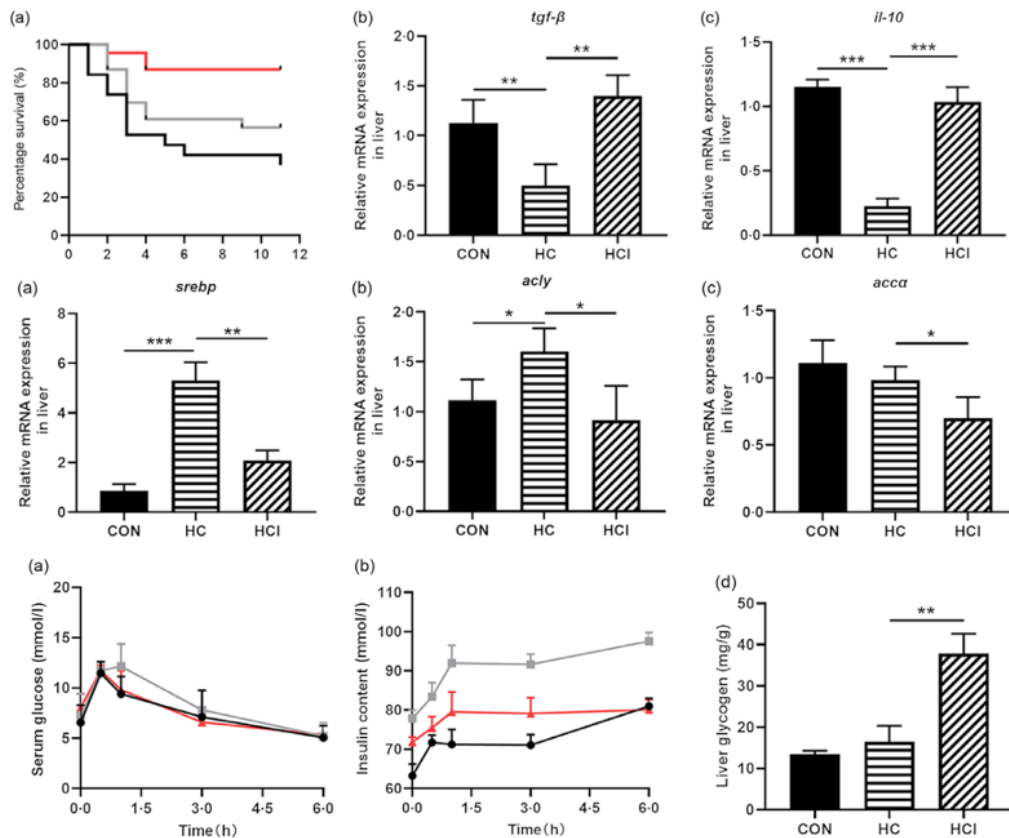 (a)
Percentage survival (%)
100
80
60
40
20
0
0 2 4 6 8 10 12
(b)
tgf-β
Relative mRNA expression
in liver
2·0
1·5
1·0
0·5
0·0
** **
CON HC HCI
(c)
il-10
Relative mRNA expression
in liver
1·5
1·0
0·5
0·0
*** ***
CON HC HCI
(a)
srebp
Relative mRNA expression
in liver
8
6
4
2
0
*** **
CON HC HCI
(b)
acly
Relative mRNA expression
in liver
2·0
1·5
1·0
0·5
0·0
* *
CON HC HCI
(c)
accα
Relative mRNA expression
in liver
1·5
1·0
0·5
0·0
*
CON HC HCI
(a)
Serum glucose (mmol/l)
20
15
10
5
0
0·0 1·5 3·0 4·5 6·0
Time(h)
(b)
Insulin content (mmol/l)
110
100
90
80
70
60
0·0 1·5 3·0 4·5 6·0
Time(h)
(d)
Liver glycogen (mg/g)
50
40
30
20
10
0
**
CON HC HCI